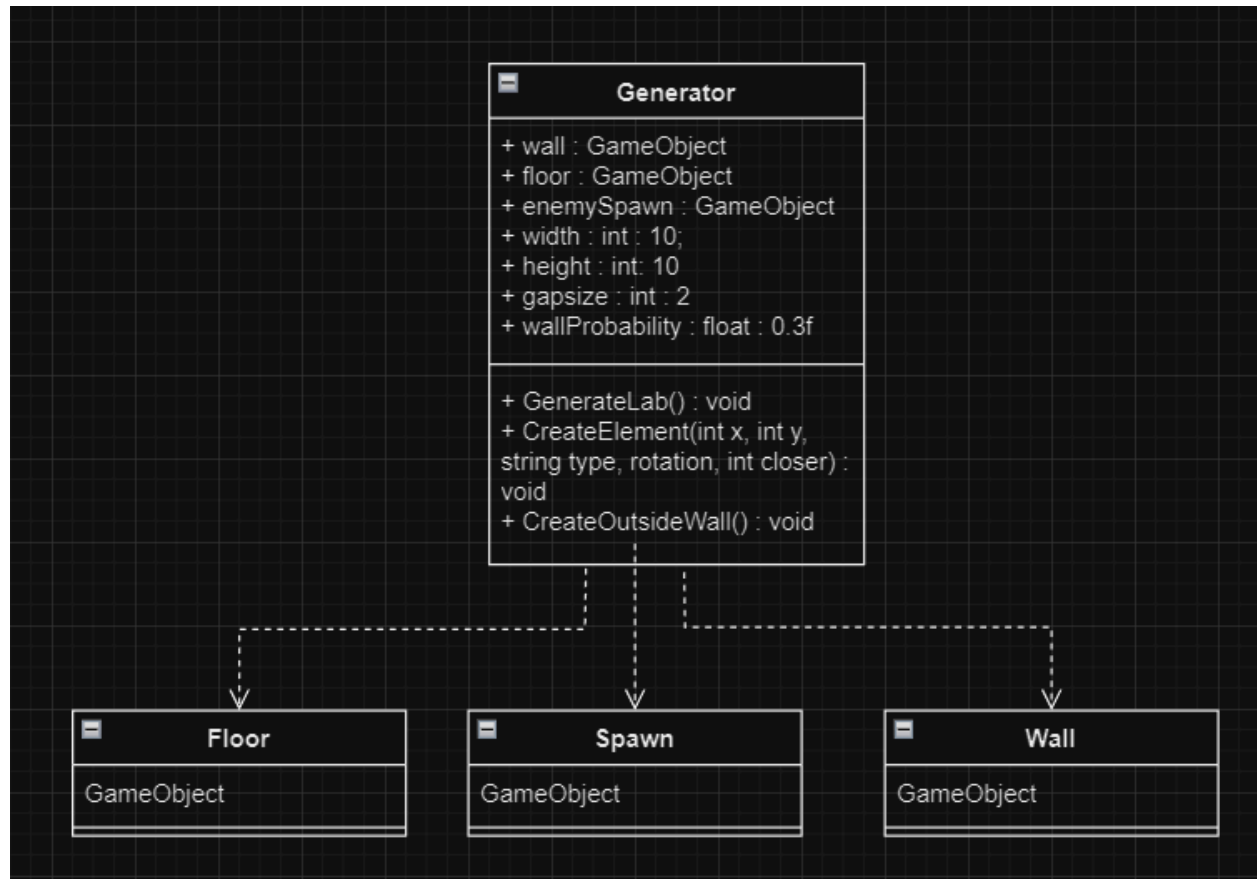 Generator
+ wall : GameObject
+ floor : GameObject
+ enemySpawn : GameObject
+ width : int : 10;
+ height : int: 10
+ gapsize : int : 2
+ wallProbability : float : 0.3f
+ GenerateLab() : void
+ CreateElement(int x, int y,
string type, rotation, int closer) :
void
+ CreateOutsideWall() : void
Floor
GameObject
Spawn
GameObject
Wall
GameObject